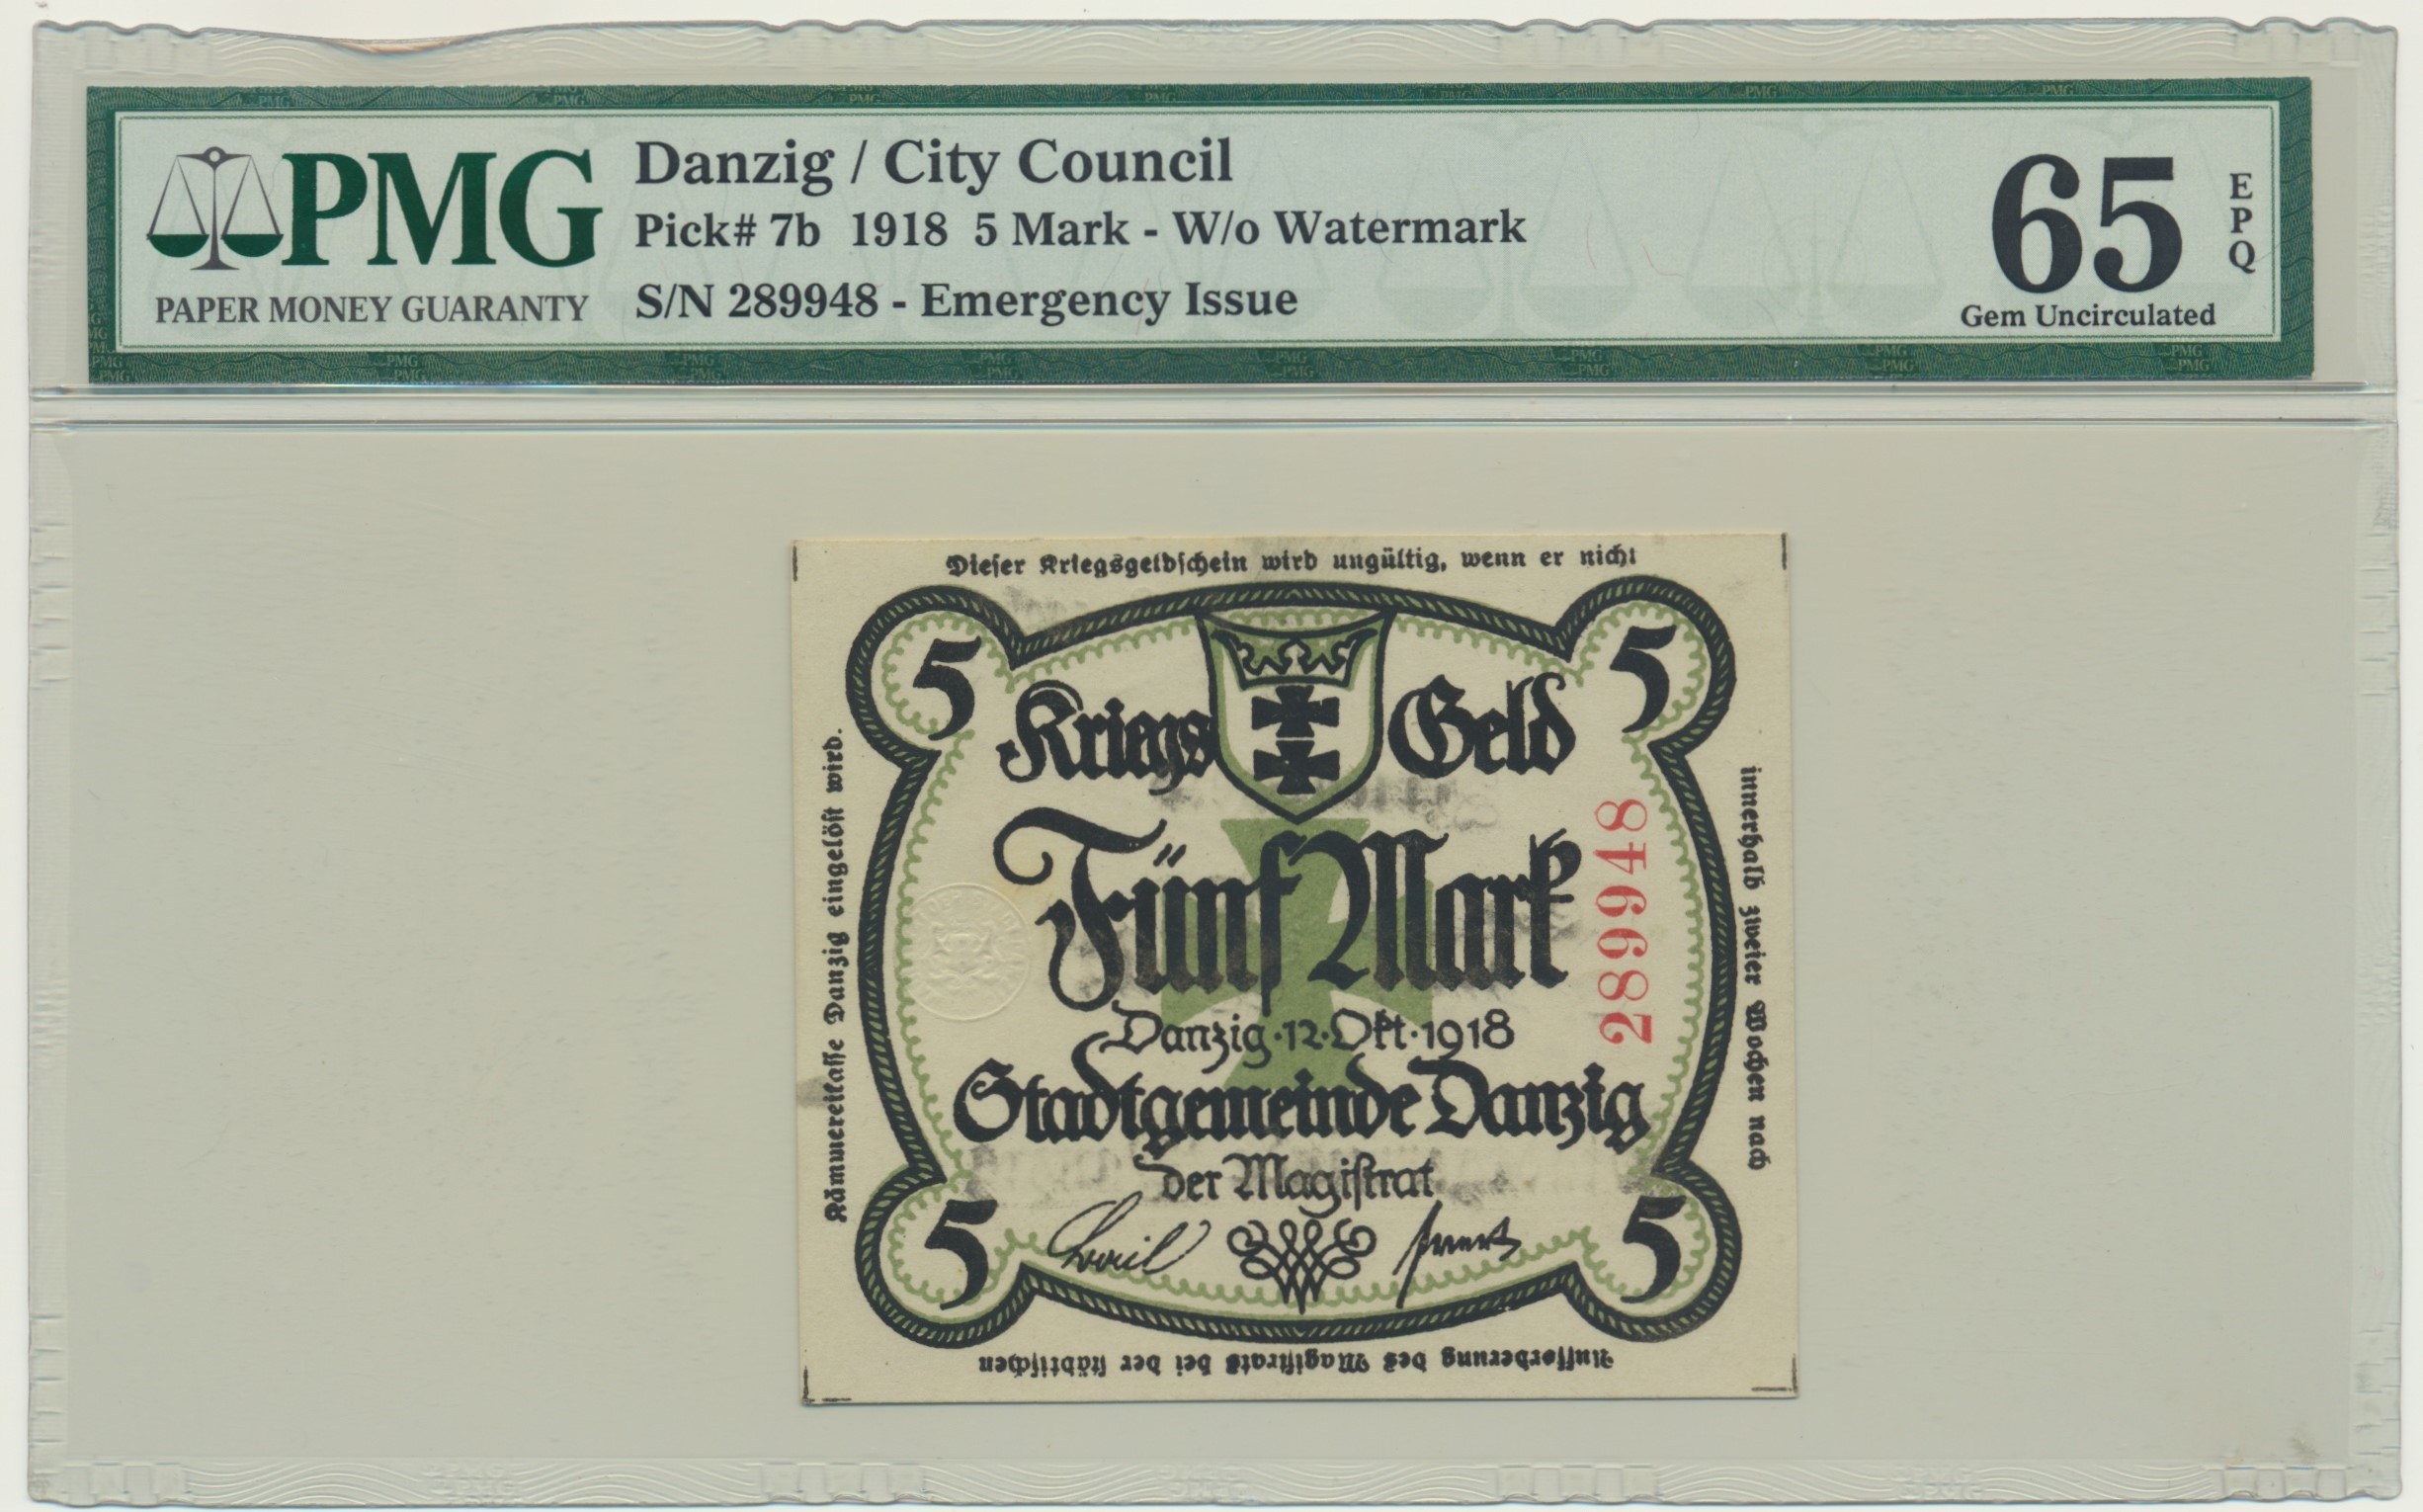 PMG
PAPER MONEY GUARANTY
Danzig / City Council
Pick# 7b 1918 5 Mark - W/o Watermark
S/N 289948 - Emergency Issue
65
EPQ
Gem Uncirculated
Dieser Kriegsgeldschein wird ungültig, wenn er nicht
innerhalb zweier Wochen nach
Aufforderung des Magistrats bei der städtischen
Kämmereikasse Danzig eingelöst wird.
5 5
Kriegs Geld
Fünf Mark
289948
Danzig·12·Okt·1918
Stadtgemeinde Danzig
der Magistrat
5 5